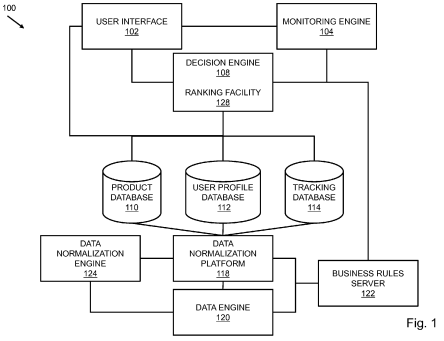 100
USER INTERFACE
102
MONITORING ENGINE
104
DECISION ENGINE
108
RANKING FACILITY
128
PRODUCT
DATABASE
110
USER PROFILE
DATABASE
112
TRACKING
DATABASE
114
DATA
NORMALIZATION
ENGINE
124
DATA
NORMALIZATION
PLATFORM
118
BUSINESS RULES
SERVER
122
DATA ENGINE
120
Fig. 1